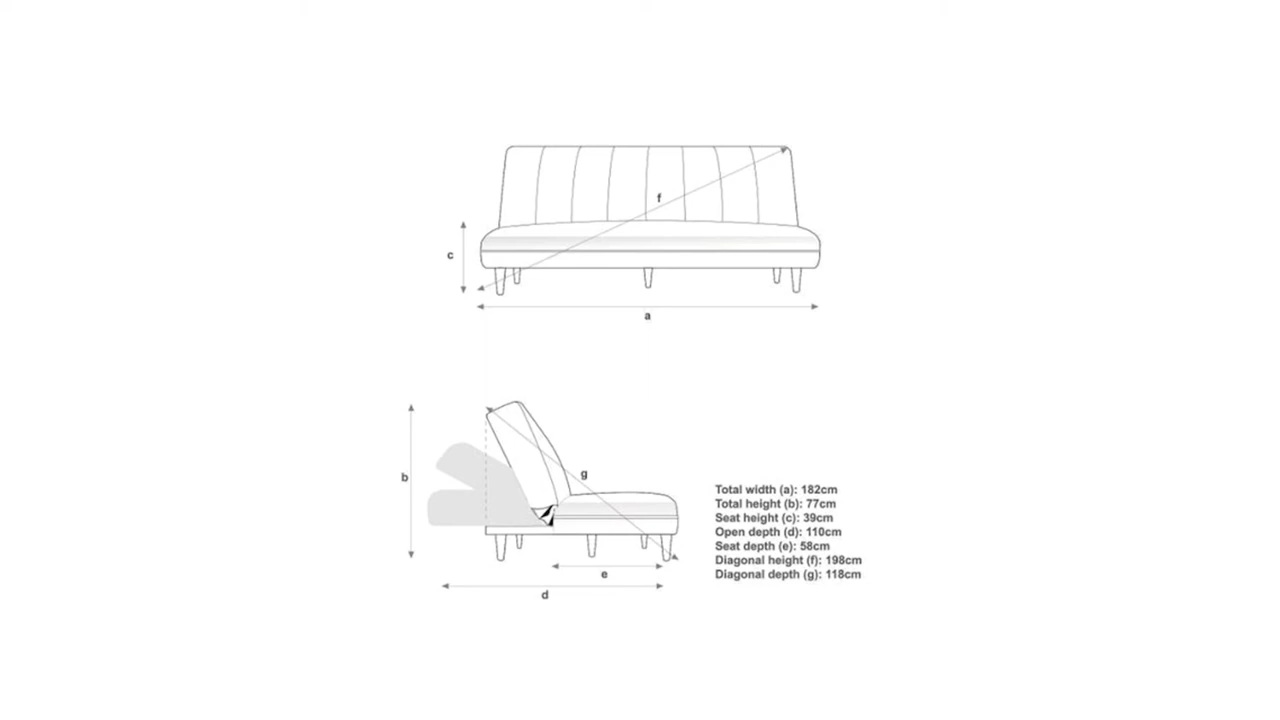 f
c
a
g
b
e
d
Total width (a): 182cm
Total height (b): 77cm
Seat height (c): 39cm
Open depth (d): 110cm
Seat depth (e): 58cm
Diagonal height (f): 198cm
Diagonal depth (g): 118cm